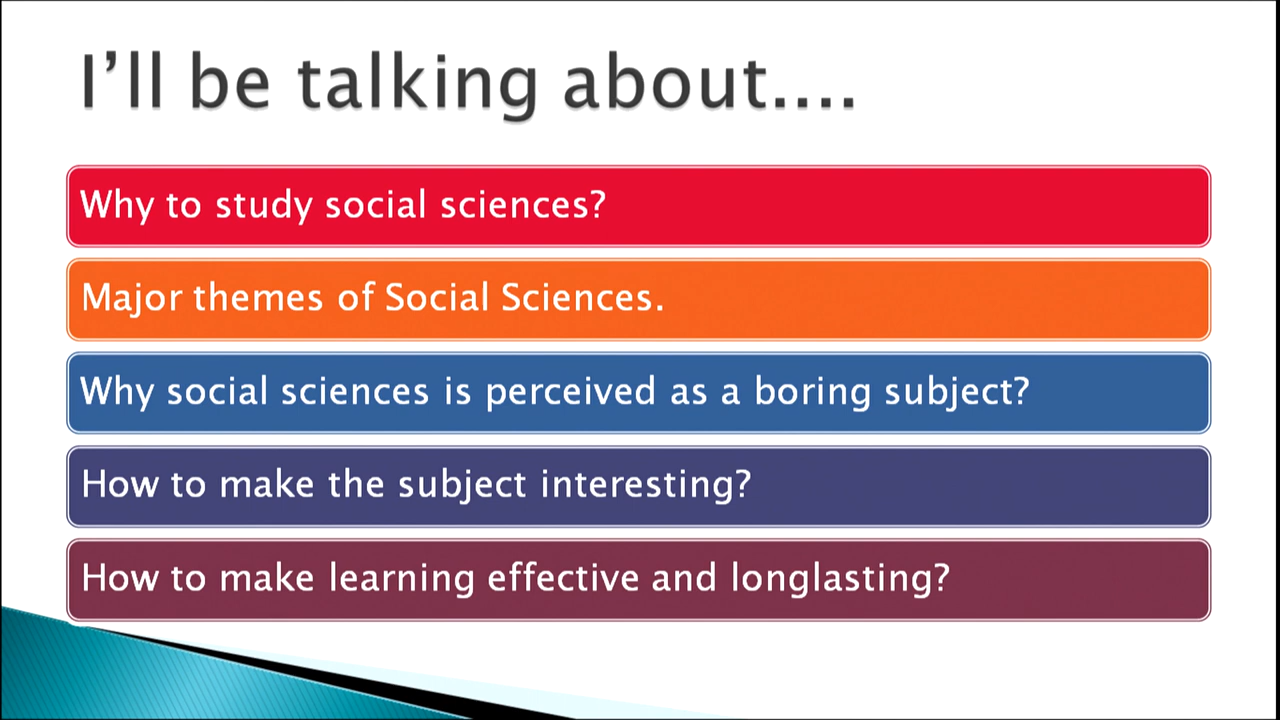 I’ll be talking about....
Why to study social sciences?
Major themes of Social Sciences.
Why social sciences is perceived as a boring subject?
How to make the subject interesting?
How to make learning effective and longlasting?